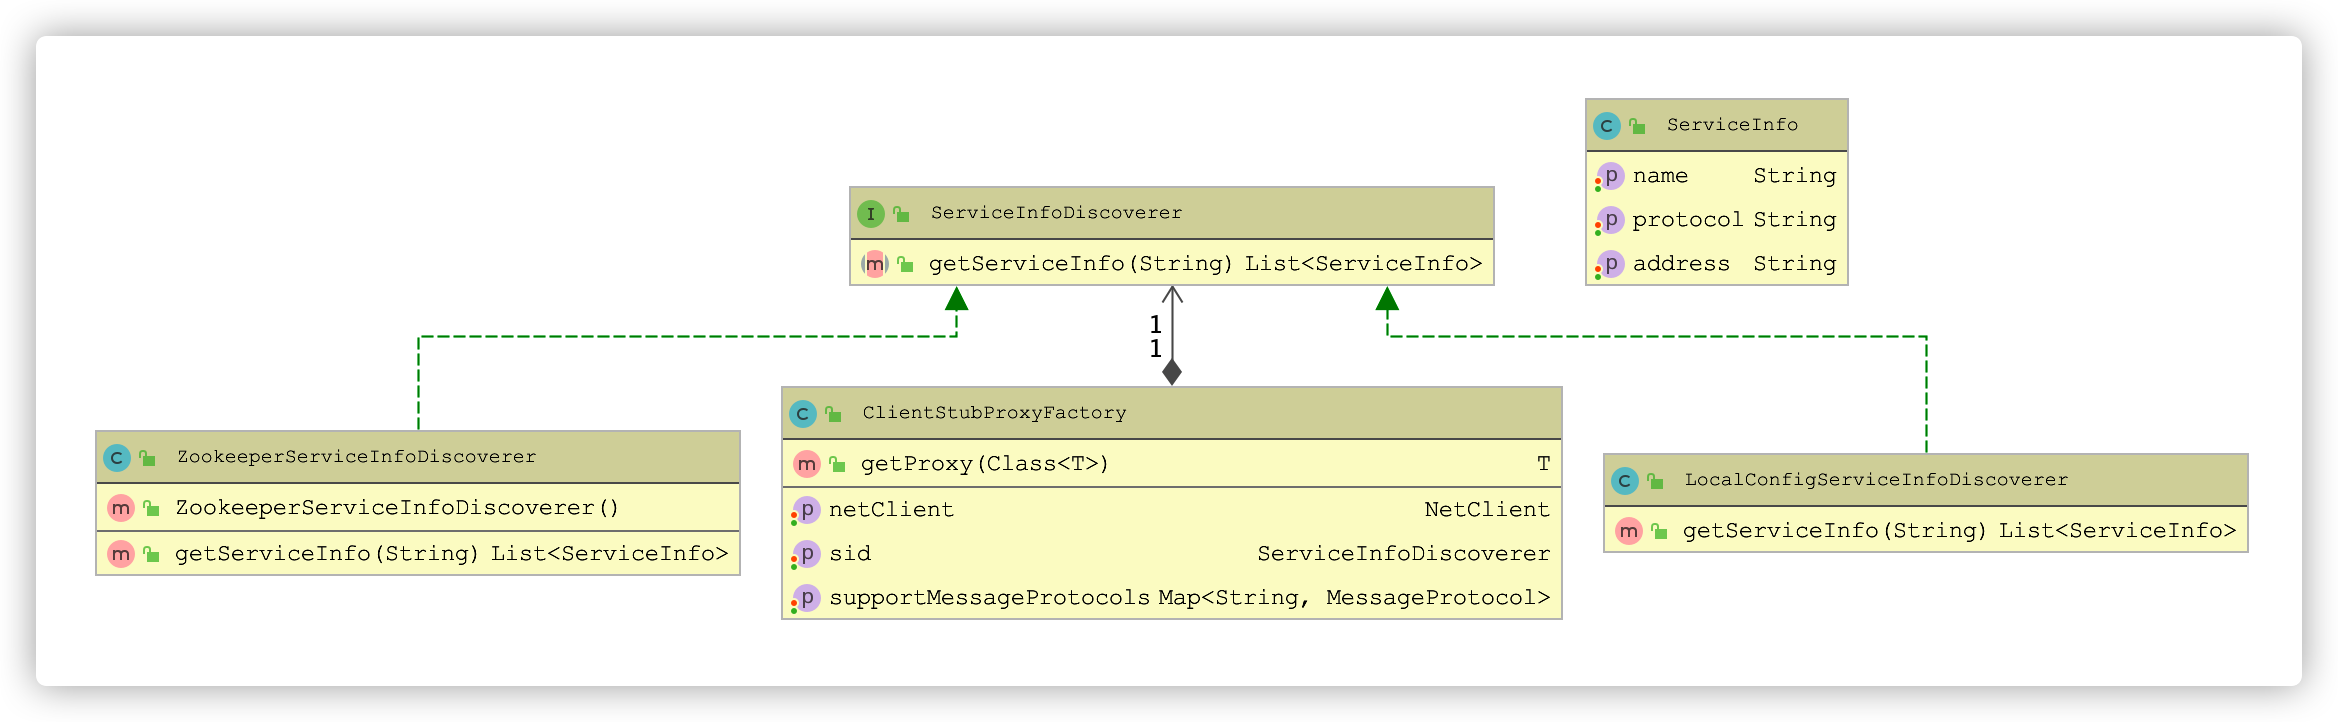 C ServiceInfo
p name String
p protocol String
p address String
I ServiceInfoDiscoverer
m getServiceInfo(String) List<ServiceInfo>
1
1
C ZookeeperServiceInfoDiscoverer
m ZookeeperServiceInfoDiscoverer()
m getServiceInfo(String) List<ServiceInfo>
C ClientStubProxyFactory
m getProxy(Class<T>) T
p netClient NetClient
p sid ServiceInfoDiscoverer
p supportMessageProtocols Map<String, MessageProtocol>
C LocalConfigServiceInfoDiscoverer
m getServiceInfo(String) List<ServiceInfo>